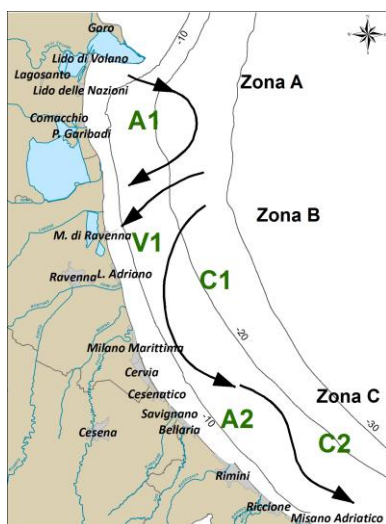 Goro
-10
Lido di Volano
Lagosanto
Lido delle Nazioni
Zona A
Comacchio
P. Garibadi
A1
Zona B
M. di Ravenna
V1
Ravenna
L. Adriano
C1
-20
Milano Marittima
Cervia
Cesenatico
Zona C
Savignano
-10
A2
-30
Cesena
Bellaria
C2
Rimini
Riccione
Misano Adriatico